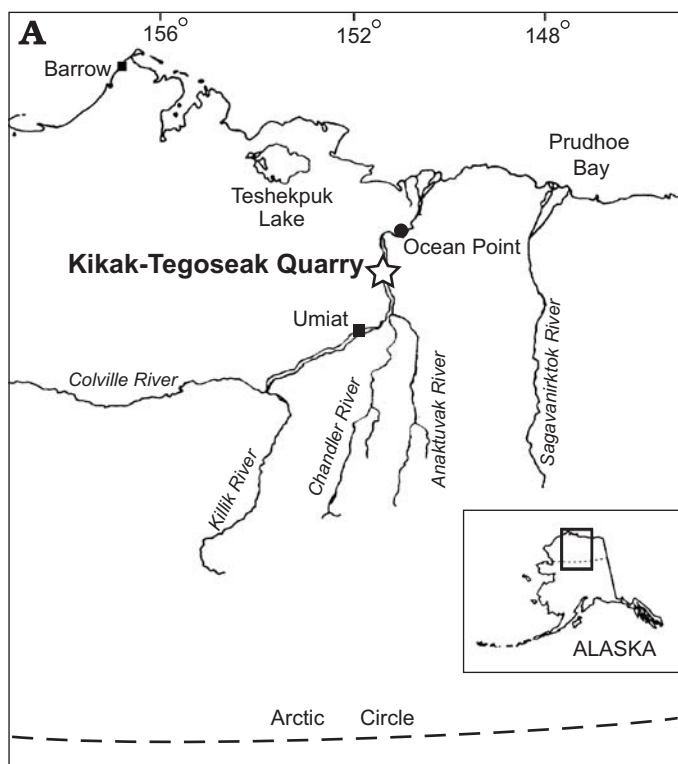 A
156°
152°
148°
Barrow
Prudhoe
Bay
Teshekpuk
Lake
Ocean Point
Kikak-Tegoseak Quarry
Umiat
Colville River
Killik River
Chandler River
Anaktuvak River
Sagavanirktok River
ALASKA
Arctic Circle